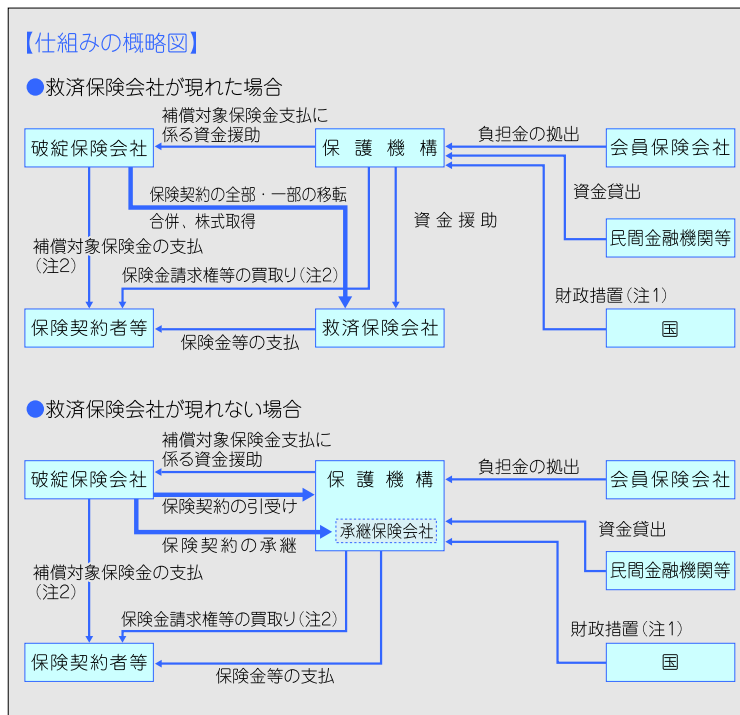 【仕組みの概略図】
●救済保険会社が現れた場合
補償対象保険金支払に
係る資金援助
負担金の拠出
破綻保険会社
保護機構
会員保険会社
保険契約の全部・一部の移転
合併、株式取得
資金貸出
資金援助
民間金融機関等
補償対象保険金の支払
(注2)
保険金請求権等の買取り(注2)
財政措置(注1)
保険契約者等
救済保険会社
国
保険金等の支払
●救済保険会社が現れない場合
補償対象保険金支払に
係る資金援助
負担金の拠出
破綻保険会社
保護機構
会員保険会社
保険契約の引受け
承継保険会社
資金貸出
保険契約の承継
民間金融機関等
補償対象保険金の支払
(注2)
保険金請求権等の買取り(注2)
財政措置(注1)
保険契約者等
国
保険金等の支払